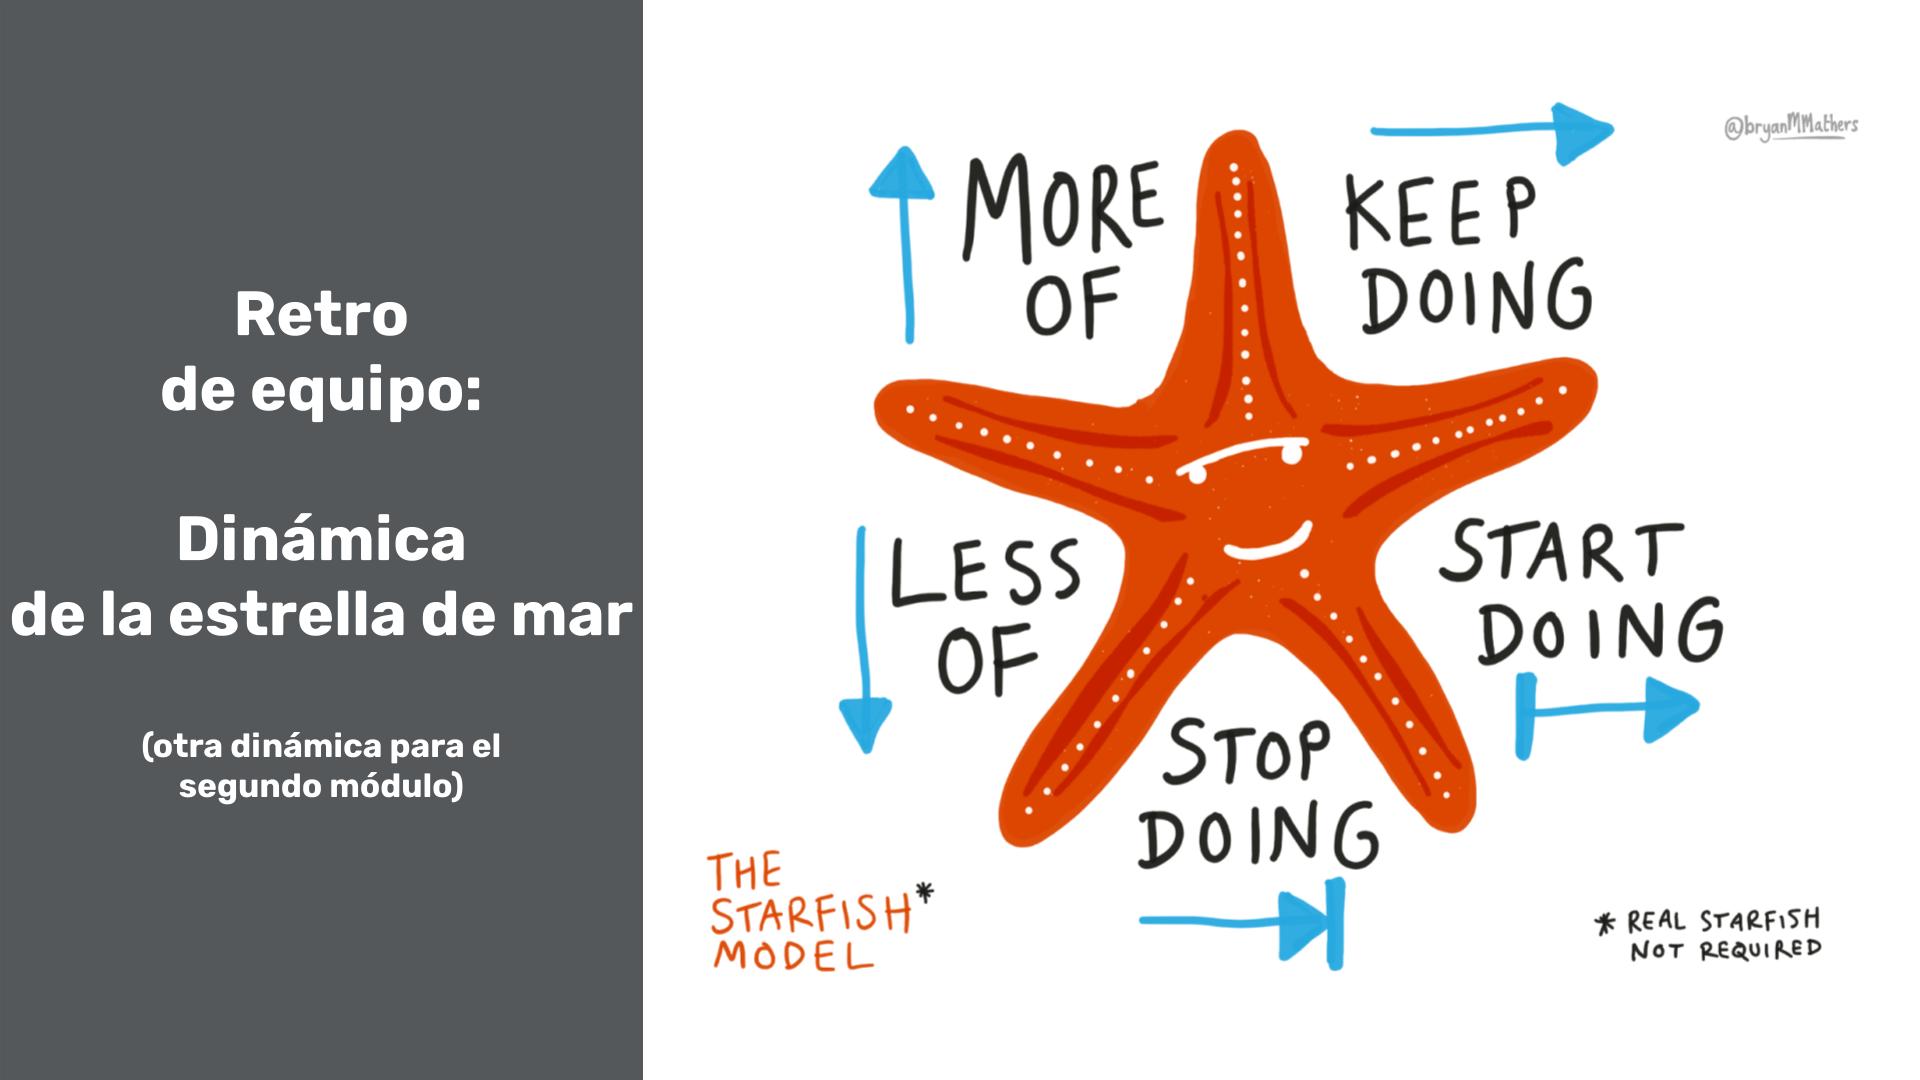 Retro
de equipo:
Dinámica
de la estrella de mar
(otra dinámica para el
segundo módulo)
@bryanMMathers
MORE
OF
KEEP
DOING
LESS
OF
START
DOING
STOP
DOING
THE
STARFISH*
MODEL
* REAL STARFISH
NOT REQUIRED